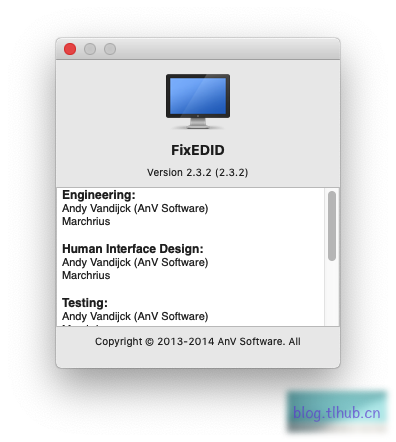 FixEDID
Version 2.3.2 (2.3.2)
Engineering:
Andy Vandijck (AnV Software)
Marchrius
Human Interface Design:
Andy Vandijck (AnV Software)
Marchrius
Testing:
Andy Vandijck (AnV Software)
Copyright © 2013-2014 AnV Software. All
blog.tlhub.cn